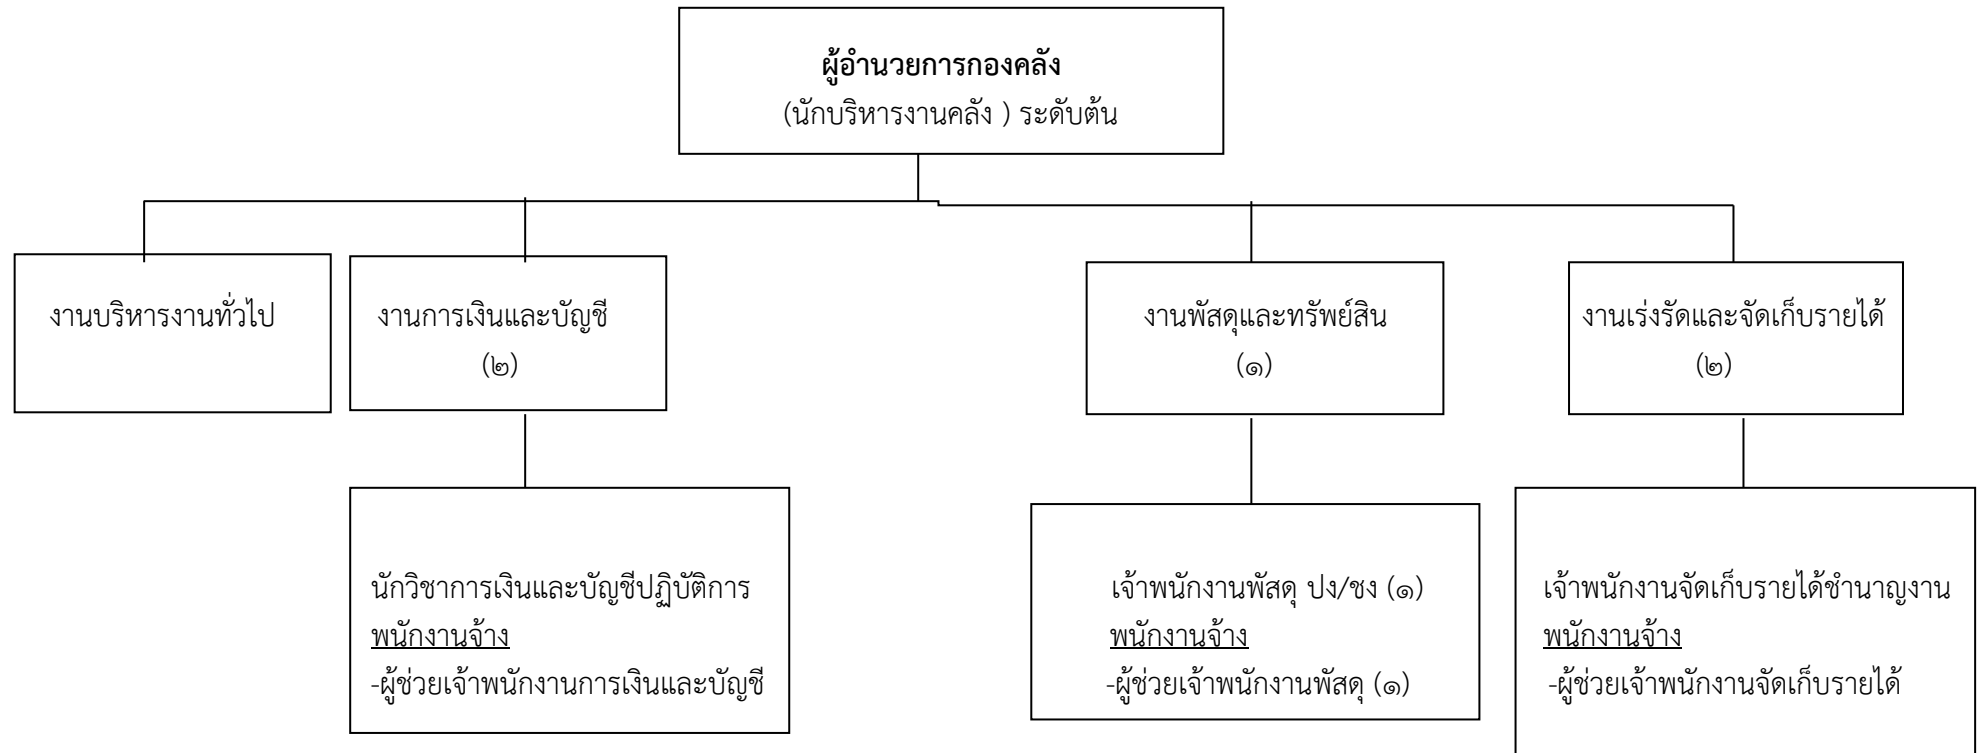 ผู้อำนวยการกองคลัง
(นักบริหารงานคลัง ) ระดับต้น
งานบริหารงานทั่วไป
งานการเงินและบัญชี
(๒)
งานพัสดุและทรัพย์สิน
(๑)
งานเร่งรัดและจัดเก็บรายได้
(๒)
นักวิชาการเงินและบัญชีปฏิบัติการ
พนักงานจ้าง
-ผู้ช่วยเจ้าพนักงานการเงินและบัญชี
เจ้าพนักงานพัสดุ ปง/ชง (๑)
พนักงานจ้าง
-ผู้ช่วยเจ้าพนักงานพัสดุ (๑)
เจ้าพนักงานจัดเก็บรายได้ชำนาญงาน
พนักงานจ้าง
-ผู้ช่วยเจ้าพนักงานจัดเก็บรายได้